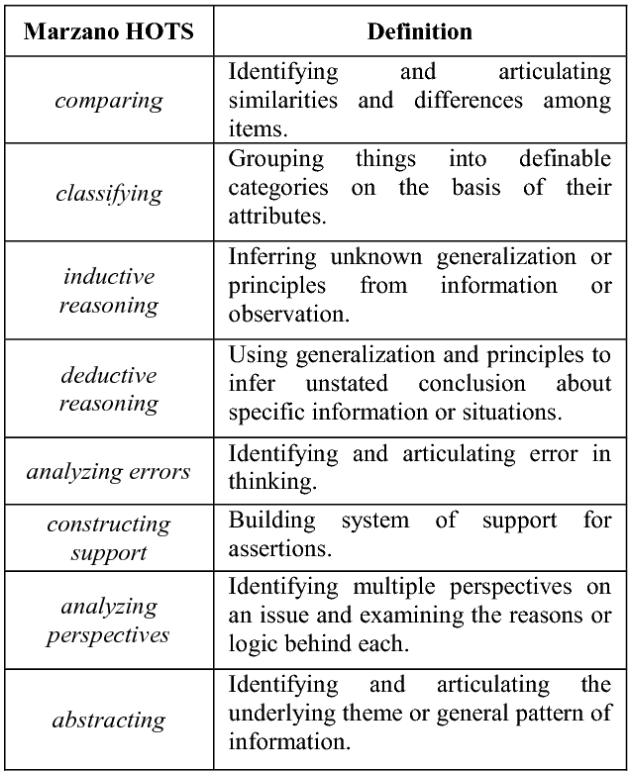 Marzano HOTS Definition
comparing
Identifying and articulating
similarities and differences among
items.
classifying
Grouping things into definable
categories on the basis of their
attributes.
inductive
reasoning
Inferring unknown generalization or
principles from information or
observation.
deductive
reasoning
Using generalization and principles to
infer unstated conclusion about
specific information or situations.
analyzing errors
Identifying and articulating error in
thinking.
constructing
support
Building system of support for
assertions.
analyzing
perspectives
Identifying multiple perspectives on
an issue and examining the reasons or
logic behind each.
abstracting
Identifying and articulating the
underlying theme or general pattern of
information.